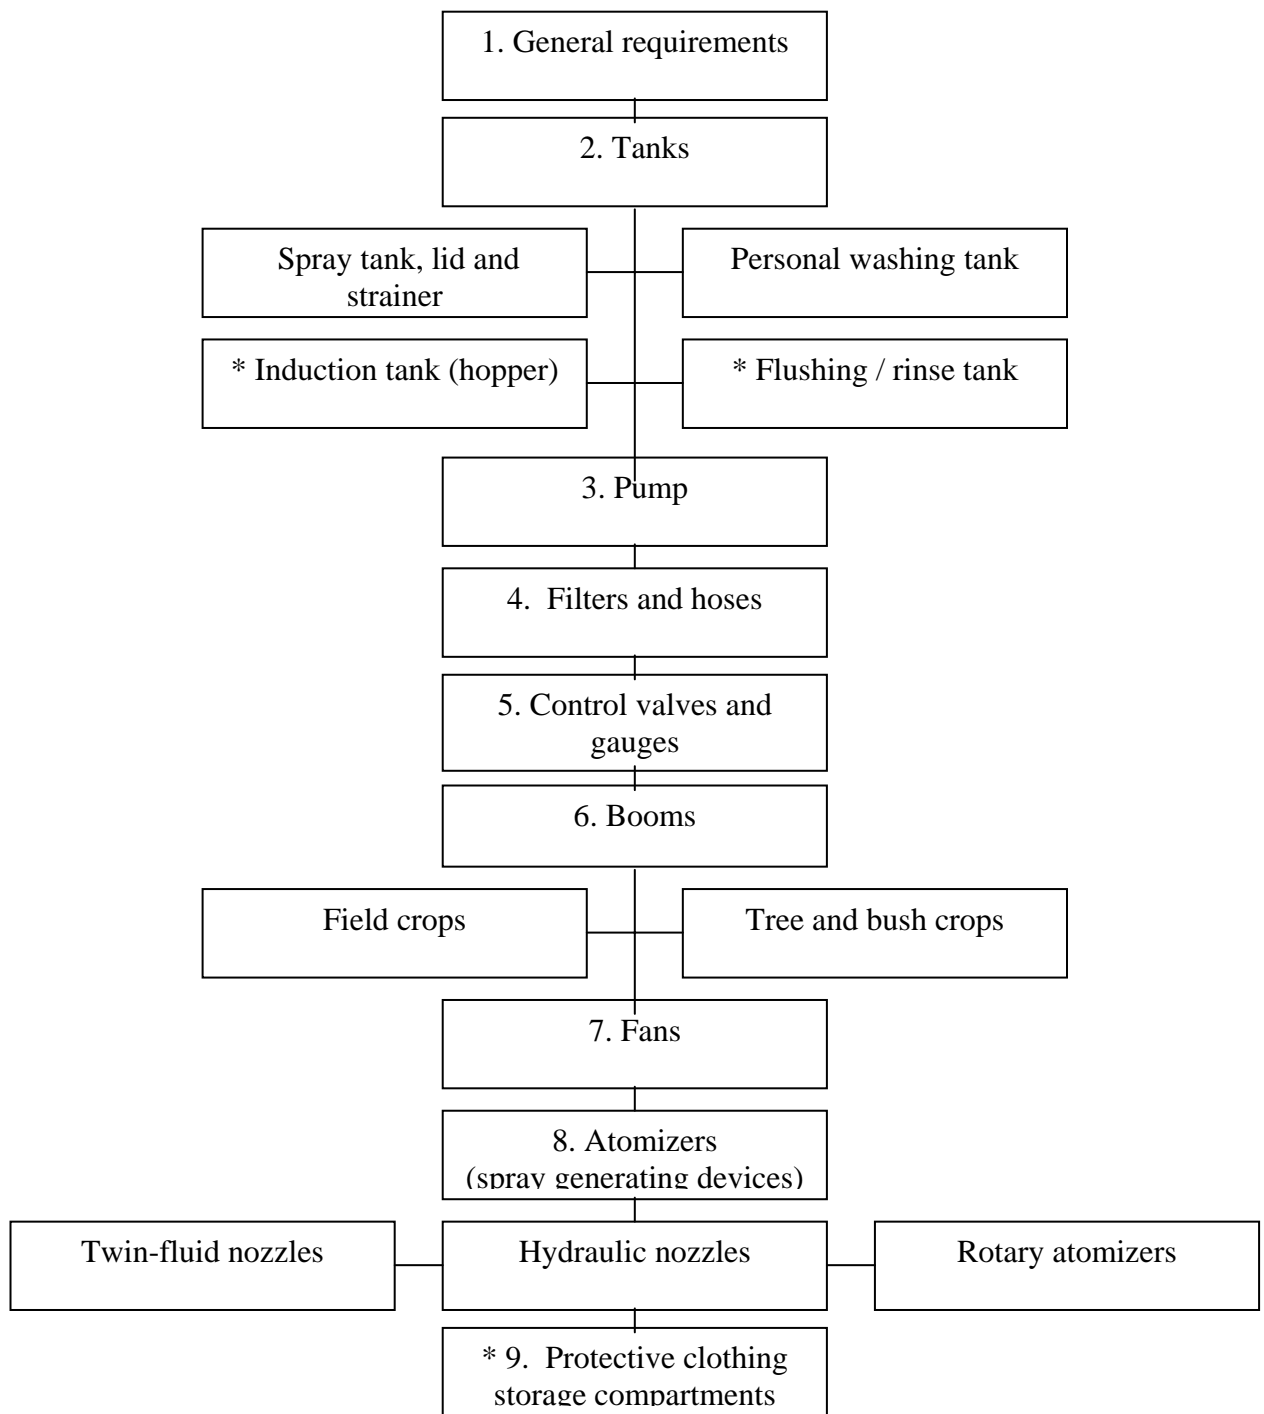 1. General requirements
2. Tanks
Spray tank, lid and
strainer
Personal washing tank
* Induction tank (hopper)
* Flushing / rinse tank
3. Pump
4.  Filters and hoses
5. Control valves and
gauges
6. Booms
Field crops
Tree and bush crops
7. Fans
8. Atomizers
(spray generating devices)
Twin-fluid nozzles
Hydraulic nozzles
Rotary atomizers
* 9.  Protective clothing
storage compartments